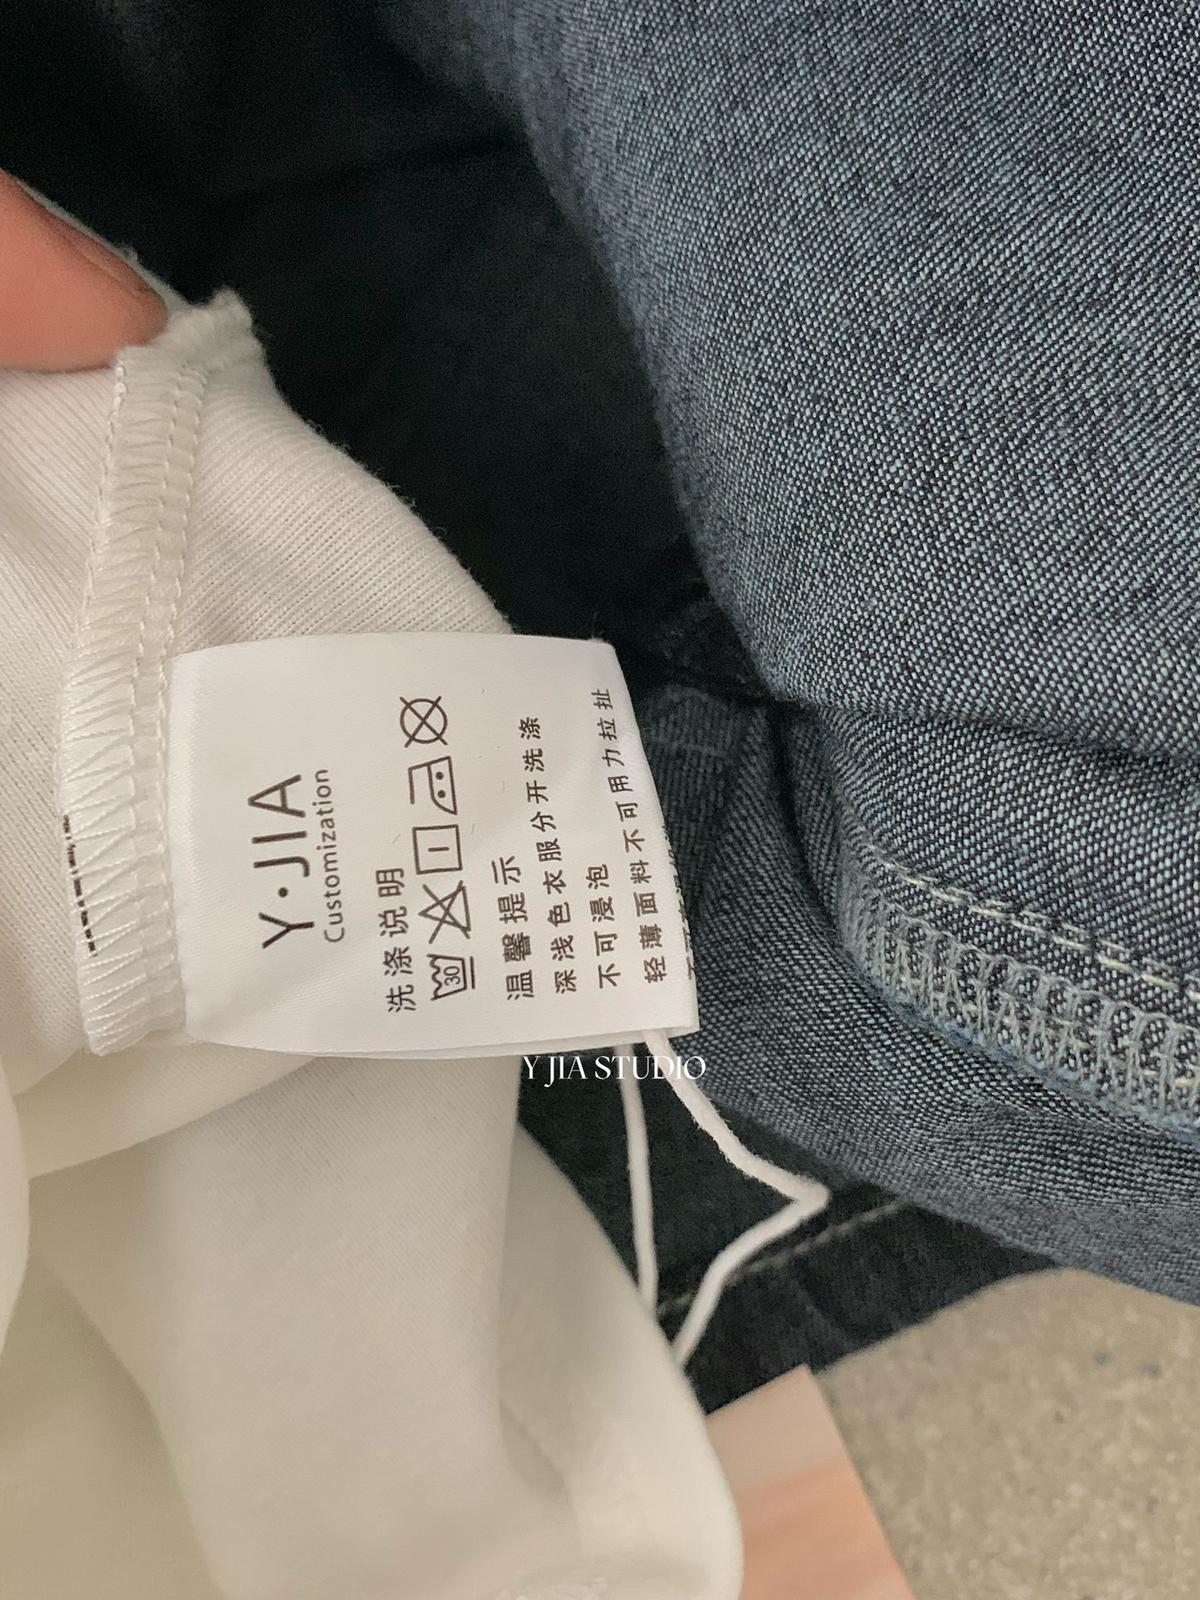 Y·JIA
Customization
洗涤说明
30
温馨提示
深浅色衣服分开洗涤
不可浸泡
轻薄面料不可用力拉扯
Y JIA STUDIO